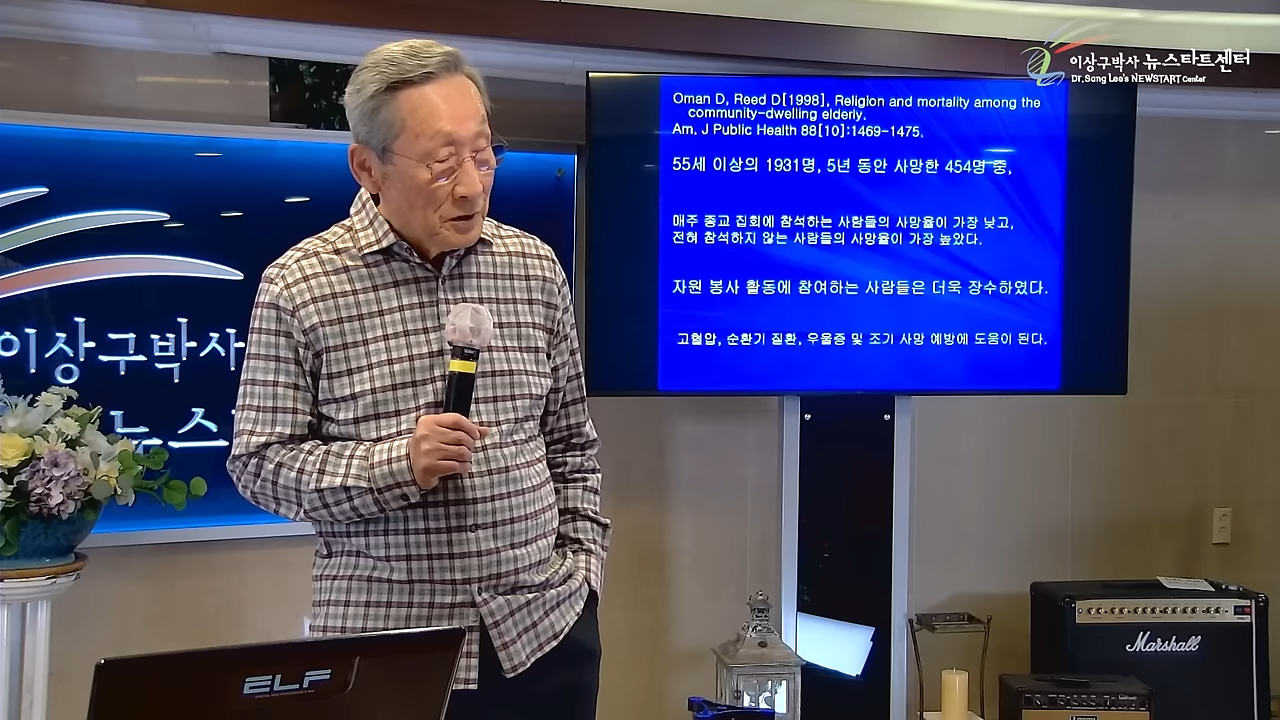 이상구박사 뉴스타트센터
Dr. Sang Lee's NEWSTART Center
Oman D, Reed D[1998], Religion and mortality among the
community-dwelling elderly.
Am. J Public Health 88[10]:1469-1475.
55세 이상의 1931명, 5년 동안 사망한 454명 중,
매주 종교 집회에 참석하는 사람들의 사망율이 가장 낮고,
전혀 참석하지 않는 사람들의 사망율이 가장 높았다.
자원 봉사 활동에 참여하는 사람들은 더욱 장수하였다.
고혈압, 순환기 질환, 우울증 및 조기 사망 예방에 도움이 된다.
이상구박사
뉴스
ELF
Marshall